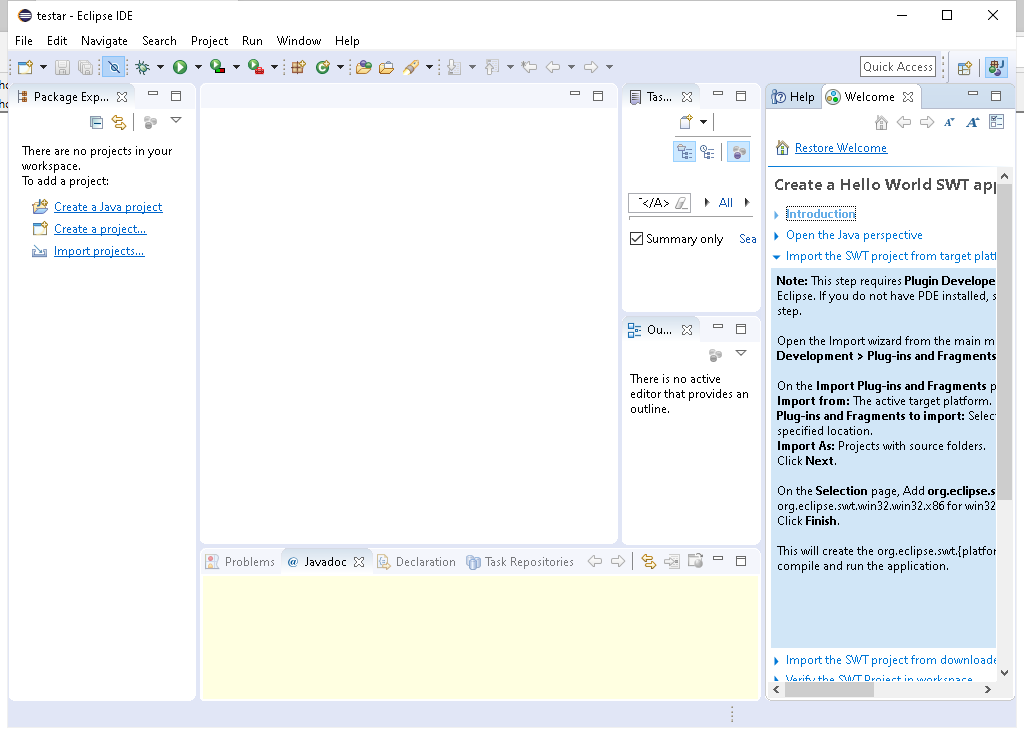 testar - Eclipse IDE
File Edit Navigate Search Project Run Window Help
Quick Access
Package Exp...
There are no projects in your
workspace.
To add a project:
Create a Java project
Create a project...
Import projects...
Tas...
All
Summary only Sea
Ou...
There is no active
editor that provides an
outline.
Problems @ Javadoc Declaration Task Repositories
Help Welcome
Restore Welcome
Create a Hello World SWT app
Introduction
Open the Java perspective
Import the SWT project from target platf
Note: This step requires Plugin Develope
Eclipse. If you do not have PDE installed, s
step.
Open the Import wizard from the main m
Development > Plug-ins and Fragments
On the Import Plug-ins and Fragments p
Import from: The active target platform.
Plug-ins and Fragments to import: Selec
specified location.
Import As: Projects with source folders.
Click Next.
On the Selection page, Add org.eclipse.s
org.eclipse.swt.win32.win32.x86 for win32
Click Finish.
This will create the org.eclipse.swt.{platfor
compile and run the application.
Import the SWT project from downloade
Verify the SWT Project in workspace